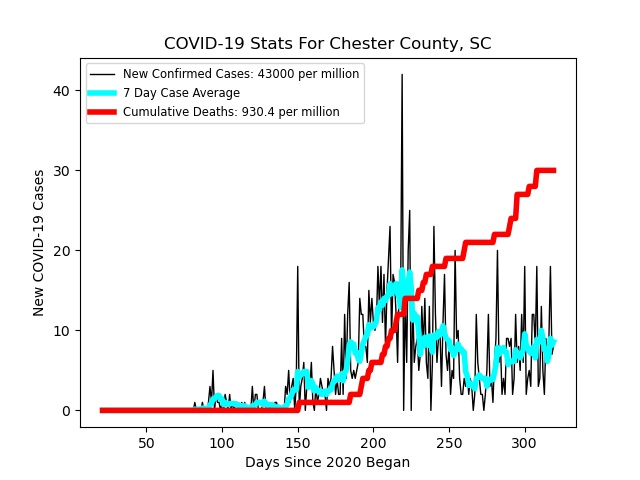 COVID-19 Stats For Chester County, SC
New Confirmed Cases: 43000 per million
7 Day Case Average
Cumulative Deaths: 930.4 per million
New COVID-19 Cases
40
30
20
10
0
50 100 150 200 250 300
Days Since 2020 Began